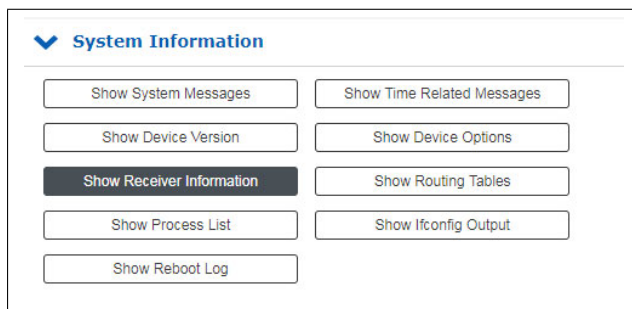 System Information
Show System Messages
Show Time Related Messages
Show Device Version
Show Device Options
Show Receiver Information
Show Routing Tables
Show Process List
Show Ifconfig Output
Show Reboot Log